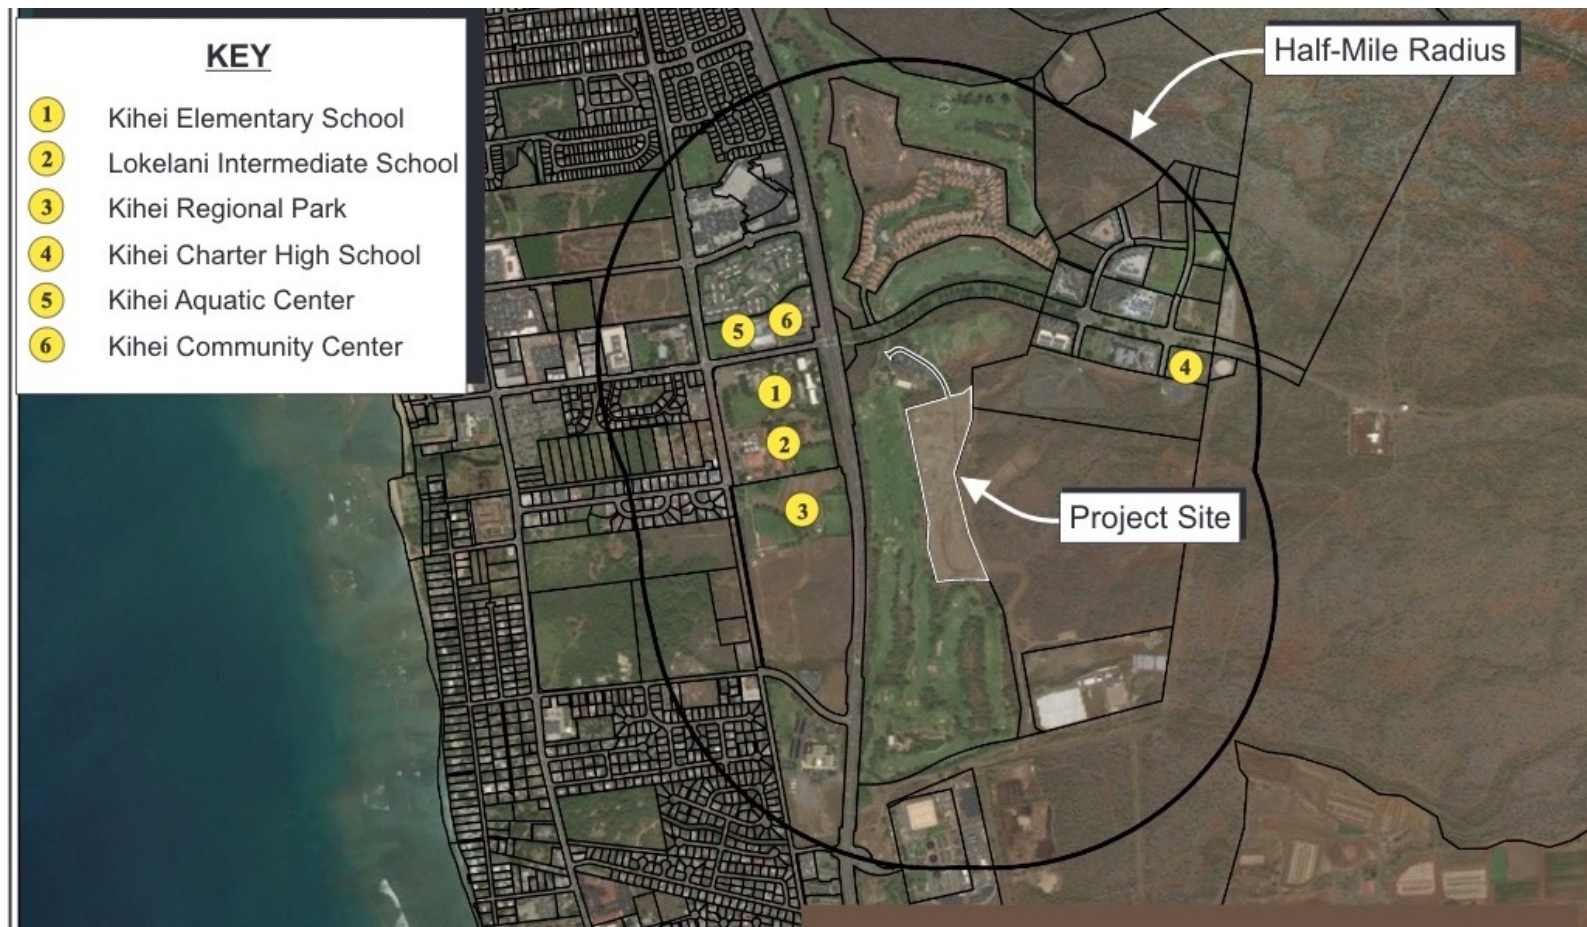 KEY
1 Kihei Elementary School
2 Lokelani Intermediate School
3 Kihei Regional Park
4 Kihei Charter High School
5 Kihei Aquatic Center
6 Kihei Community Center
Half-Mile Radius
6
5
4
1
2
3
Project Site